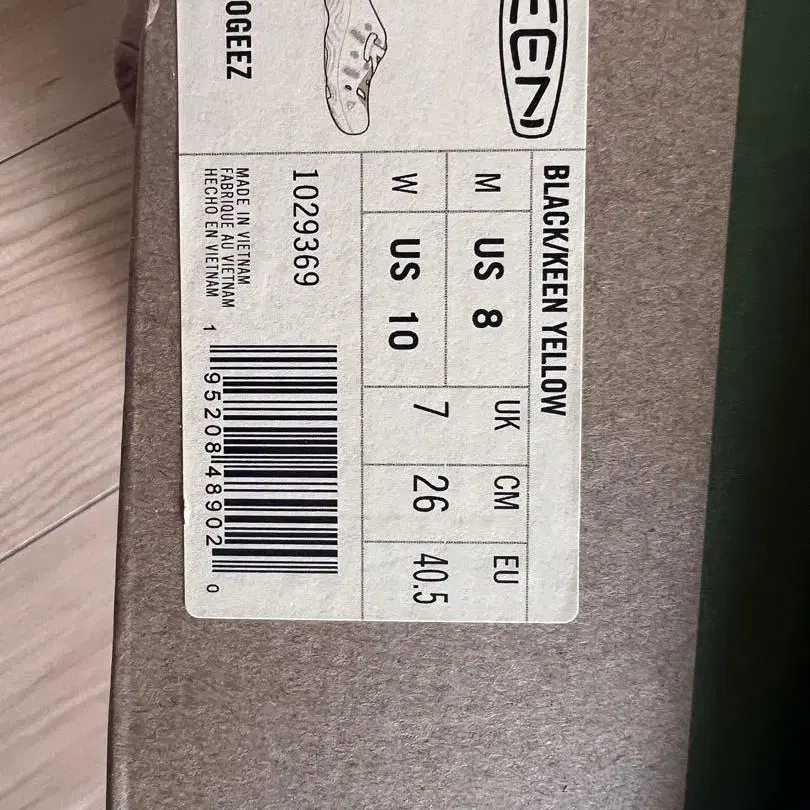 OGEEZ
EEN
BLACK/KEEN YELLOW
M US 8 UK CM EU
W US 10 7 26 40.5
1029369
MADE IN VIETNAM
FABRIQUE AU VIETNAM
HECHO EN VIETNAM
1 95208 48902 0